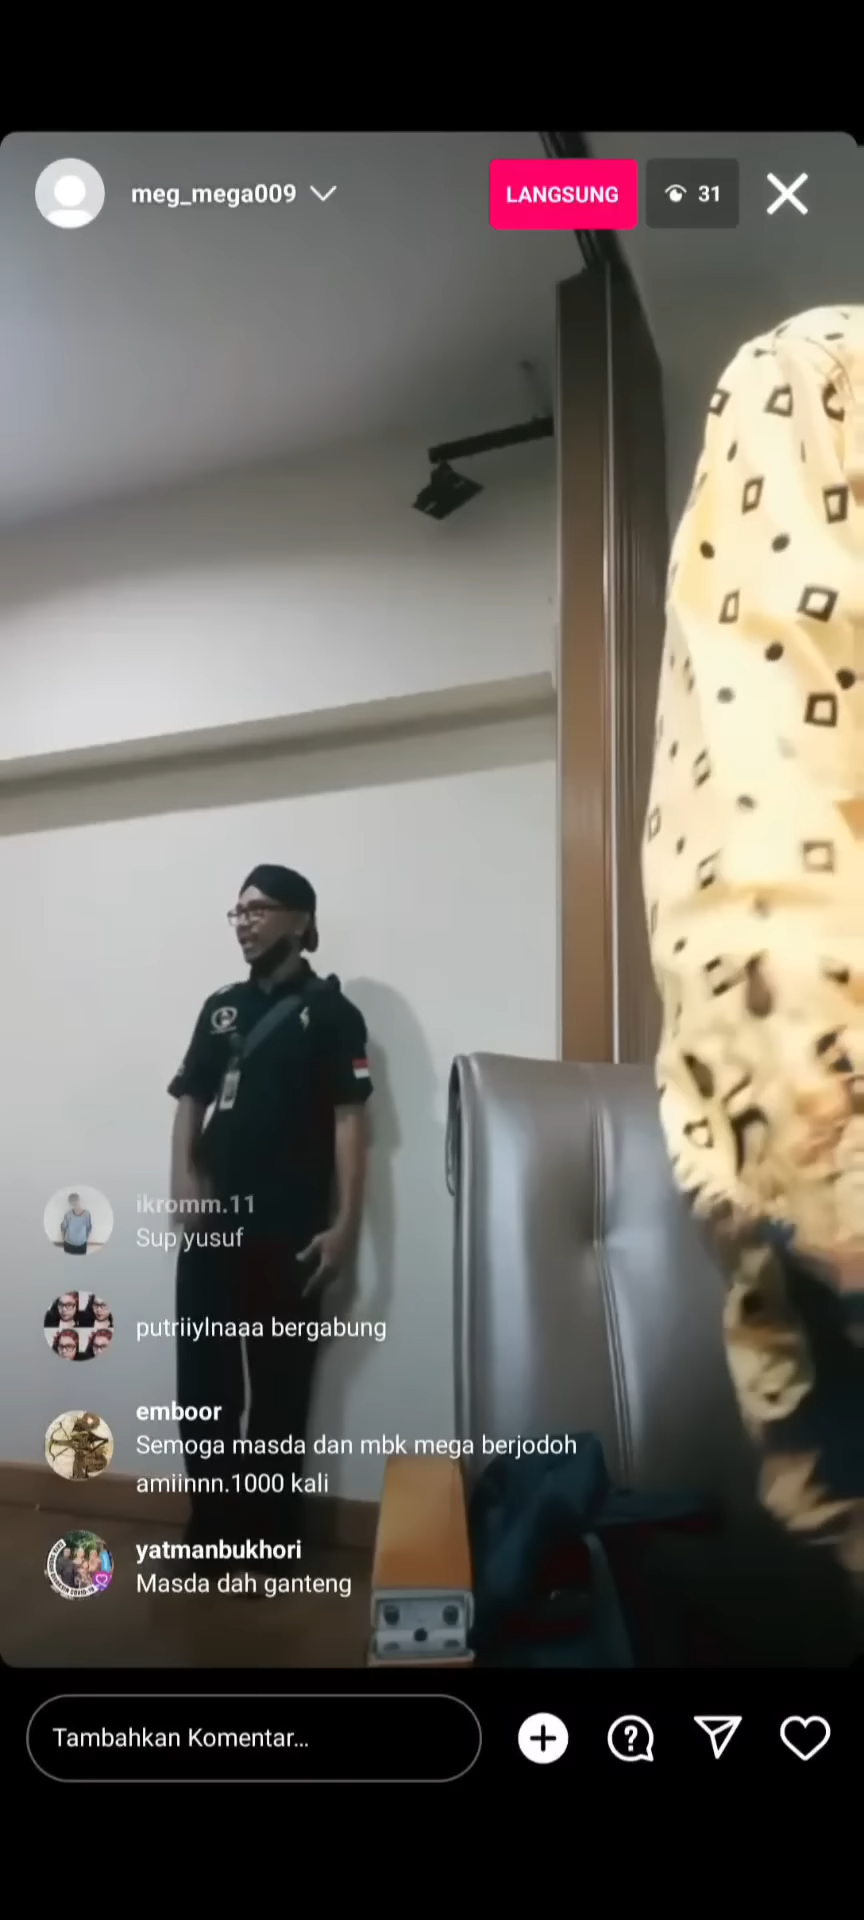 meg_mega009
LANGSUNG
31
ikromm.11
Sup yusuf
putriiylnaaa bergabung
emboor
Semoga masda dan mbk mega berjodoh
amiinnn.1000 kali
yatmanbukhori
Masda dah ganteng
Tambahkan Komentar...